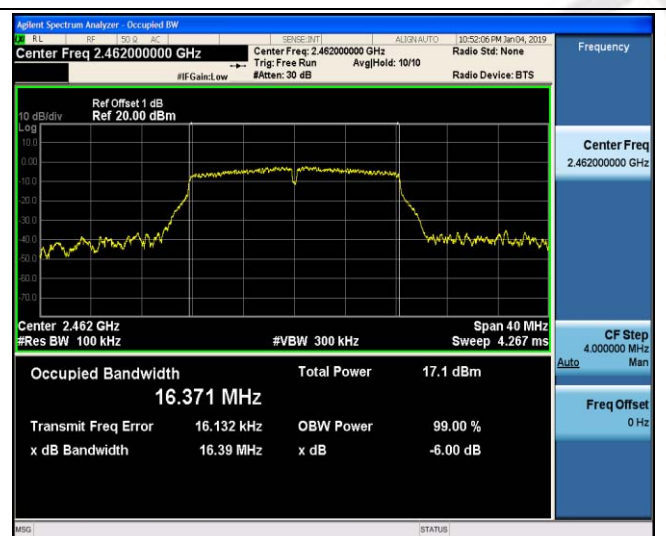 Agilent Spectrum Analyzer - Occupied BW
RL RF 50 Ω AC SENSE:INT ALIGN AUTO 10:52:06 PM Jan 04, 2019
Center Freq 2.462000000 GHz Center Freq: 2.462000000 GHz Radio Std: None Frequency
Trig: Free Run Avg|Hold: 10/10
#IFGain:Low #Atten: 30 dB Radio Device: BTS
Ref Offset 1 dB
10 dB/div Ref 20.00 dBm
Log
10.0
0.00
-10.0
-20.0
-30.0
-40.0
-50.0
-60.0
-70.0
Center Freq
2.462000000 GHz
Center 2.462 GHz Span 40 MHz
#Res BW 100 kHz #VBW 300 kHz Sweep 4.267 ms
CF Step
4.000000 MHz
Auto Man
Occupied Bandwidth Total Power 17.1 dBm
16.371 MHz
Transmit Freq Error 16.132 kHz OBW Power 99.00 %
x dB Bandwidth 16.39 MHz x dB -6.00 dB
Freq Offset
0 Hz
MSG STATUS